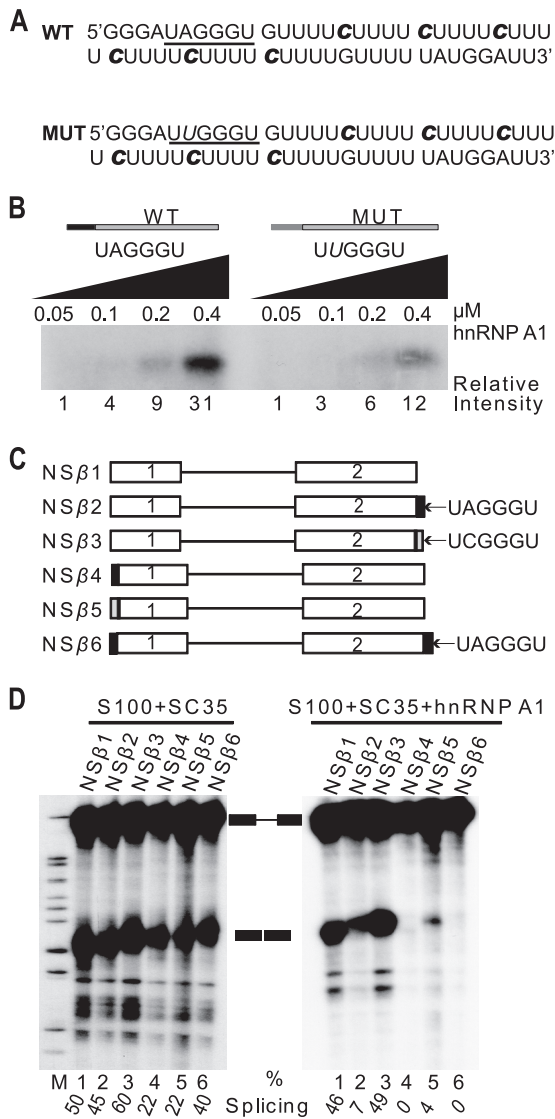 A
WT 5'GGGAUAGGGU GUUUUCUUUU CUUUUCUUU
UCUUUUCUUUU CUUUUGUUUU UAUGGAUU3'
MUT 5'GGGAUUGGGU GUUUUCUUUU CUUUUCUUU
UCUUUUCUUUU CUUUUGUUUU UAUGGAUU3'
B
WT MUT
UAGGGU UUGGGU
0.05 0.1 0.2 0.4 0.05 0.1 0.2 0.4 µM
hnRNP A1
Relative
1 4 9 31 1 3 6 12 Intensity
C
NSβ1 1 2
NSβ2 1 2 UAGGGU
NSβ3 1 2 UCGGGU
NSβ4 1 2
NSβ5 1 2
NSβ6 1 2 UAGGGU
D
S100+SC35 S100+SC35+hnRNP A1
NSβ1 NSβ2 NSβ3 NSβ4 NSβ5 NSβ6 NSβ1 NSβ2 NSβ3 NSβ4 NSβ5 NSβ6
M 1 2 3 4 5 6 % 1 2 3 4 5 6
50 45 60 22 22 40 Splicing 46 7 49 0 4 0